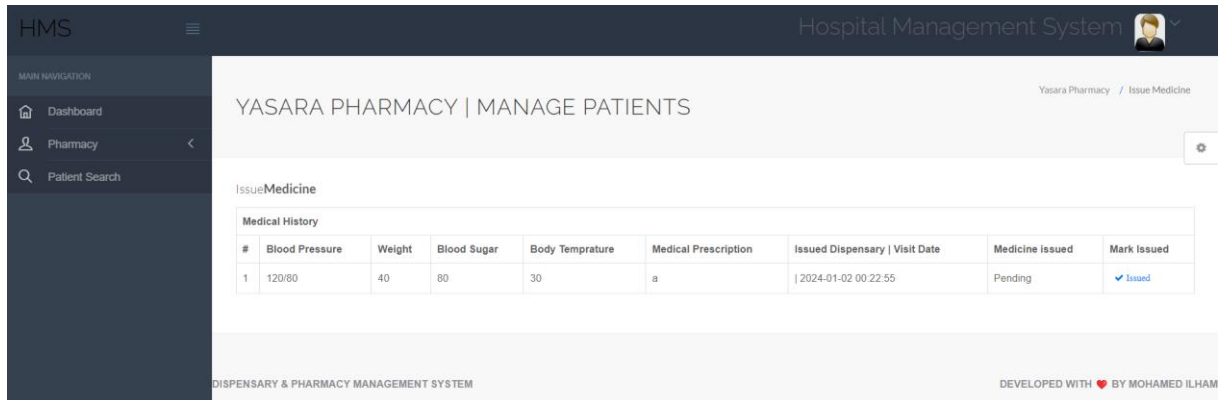 HMS Hospital Management System
MAIN NAVIGATION
Dashboard
Pharmacy
Patient Search
YASARA PHARMACY | MANAGE PATIENTS
Yasara Pharmacy / Issue Medicine
IssueMedicine
Medical History
# Blood Pressure Weight Blood Sugar Body Temprature Medical Prescription Issued Dispensary | Visit Date Medicine issued Mark Issued
1 120/80 40 80 30 a | 2024-01-02 00:22:55 Pending Issued
DISPENSARY & PHARMACY MANAGEMENT SYSTEM DEVELOPED WITH ❤ BY MOHAMED ILHAM